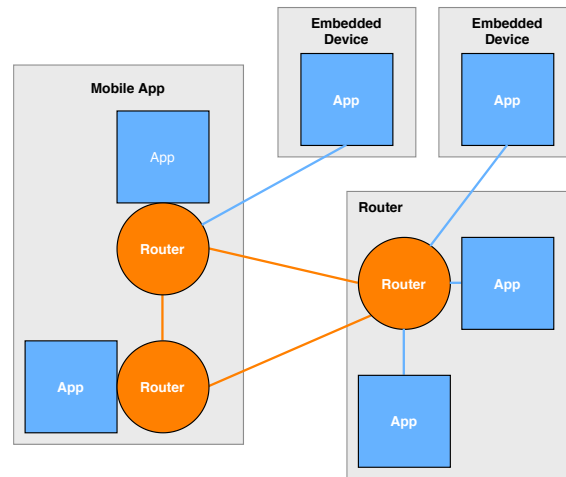 Embedded
Device
App
Embedded
Device
App
Mobile App
App
Router
App
Router
Router
Router
App
App